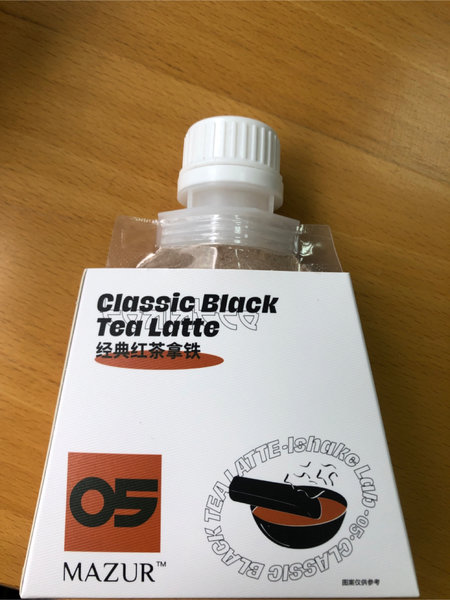 Classic Black
Tea Latte
经典红茶拿铁
BLACK TEA LATTE·Ishake Lab·05·CLASSIC
05
MAZUR™
图案仅供参考